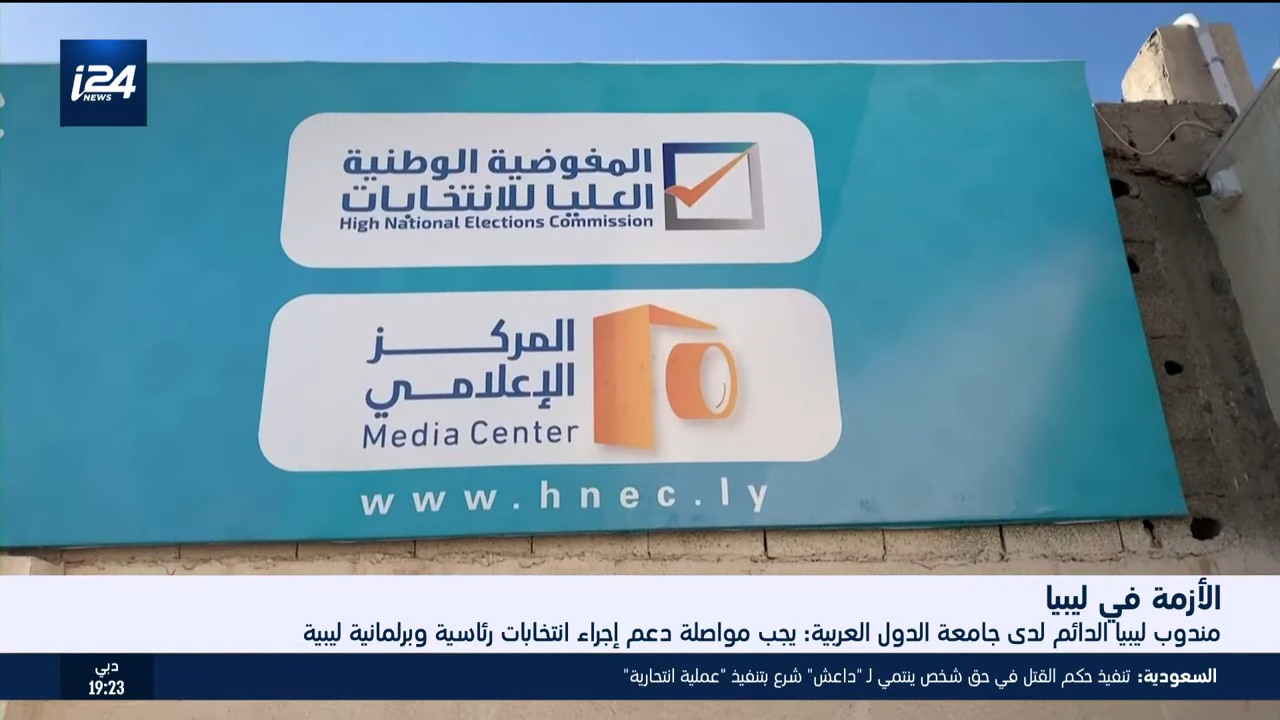 i24
NEWS
المفوضية الوطنية
العليا للانتخابات
High National Elections Commission
المركز
الإعلامي
Media Center
www.hnec.ly
الأزمة في ليبيا
مندوب ليبيا الدائم لدى جامعة الدول العربية: يجب مواصلة دعم إجراء انتخابات رئاسية وبرلمانية ليبية
السعودية: تنفيذ حكم القتل في حق شخص ينتمي لـ "داعش" شرع بتنفيذ "عملية انتحارية"
دبي
19:23